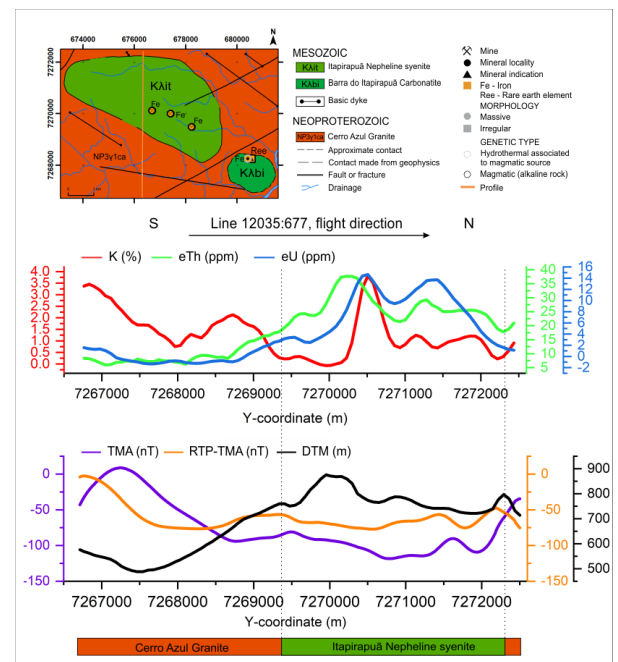 674000 676000 678000 680000 N
7272000
7270000
7268000
Kλit
Fe Fe Fe
NP3γ1ca
Fe Ree
Kλbi
MESOZOIC
Kλit Itapirapuã Nepheline syenite
Kλbi Barra do Itapirapuã Carbonatite
Basic dyke
NEOPROTEROZOIC
NP3γ1ca Cerro Azul Granite
Approximate contact
Contact made from geophysics
Fault or fracture
Drainage
Mine
Mineral locality
Mineral indication
Fe - Iron
Ree - Rare earth element
MORPHOLOGY
Massive
Irregular
GENETIC TYPE
Hydrothermal associated
to magmatic source
Magmatic (alkaline rock)
Profile
S Line 12035:677, flight direction N
K (%) eTh (ppm) eU (ppm)
4.0
3.5
3.0
2.5
2.0
1.5
1.0
0.5
0.0
40
35
30
25
20
15
10
5
16
14
12
10
8
6
4
2
0
-2
7267000 7268000 7269000 7270000 7271000 7272000
Y-coordinate (m)
TMA (nT) RTP-TMA (nT) DTM (m)
0
-50
-100
-150
0
-50
-100
-150
900
800
700
600
500
7267000 7268000 7269000 7270000 7271000 7272000
Y-coordinate (m)
Cerro Azul Granite Itapirapuã Nepheline syenite